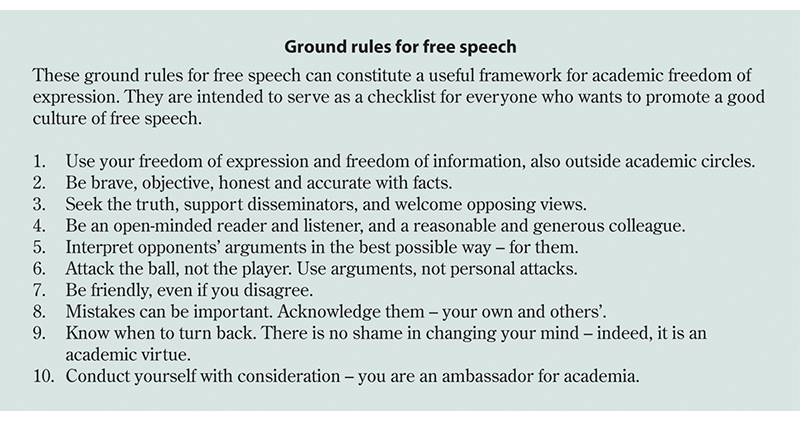 Ground rules for free speech
These ground rules for free speech can constitute a useful framework for academic freedom of
expression. They are intended to serve as a checklist for everyone who wants to promote a good
culture of free speech.
1. Use your freedom of expression and freedom of information, also outside academic circles.
2. Be brave, objective, honest and accurate with facts.
3. Seek the truth, support disseminators, and welcome opposing views.
4. Be an open-minded reader and listener, and a reasonable and generous colleague.
5. Interpret opponents’ arguments in the best possible way – for them.
6. Attack the ball, not the player. Use arguments, not personal attacks.
7. Be friendly, even if you disagree.
8. Mistakes can be important. Acknowledge them – your own and others’.
9. Know when to turn back. There is no shame in changing your mind – indeed, it is an
academic virtue.
10. Conduct yourself with consideration – you are an ambassador for academia.